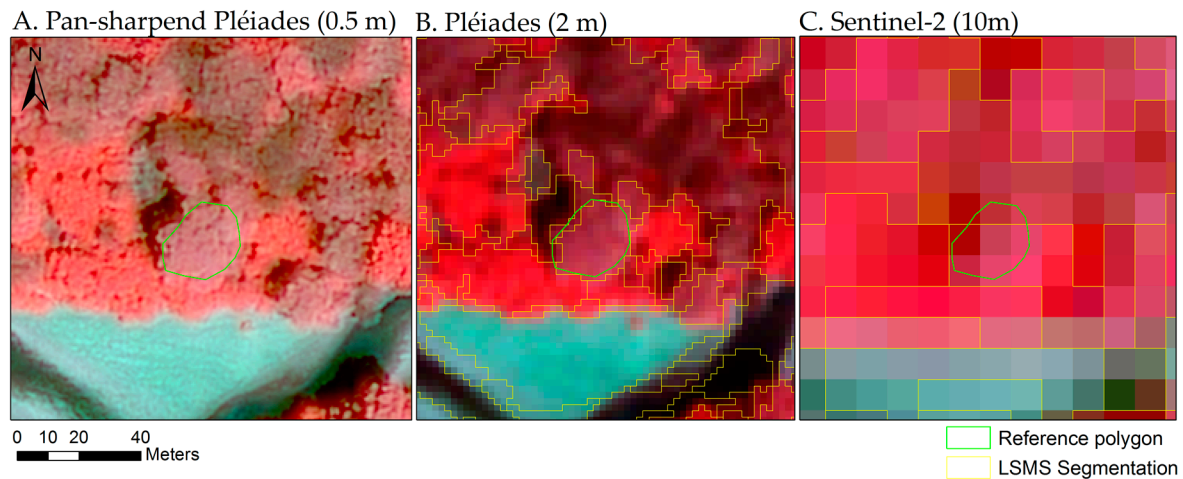 A. Pan-sharpend Pléiades (0.5 m)
B. Pléiades (2 m)
C. Sentinel-2 (10m)
N
0 10 20 40
Meters
Reference polygon
LSMS Segmentation